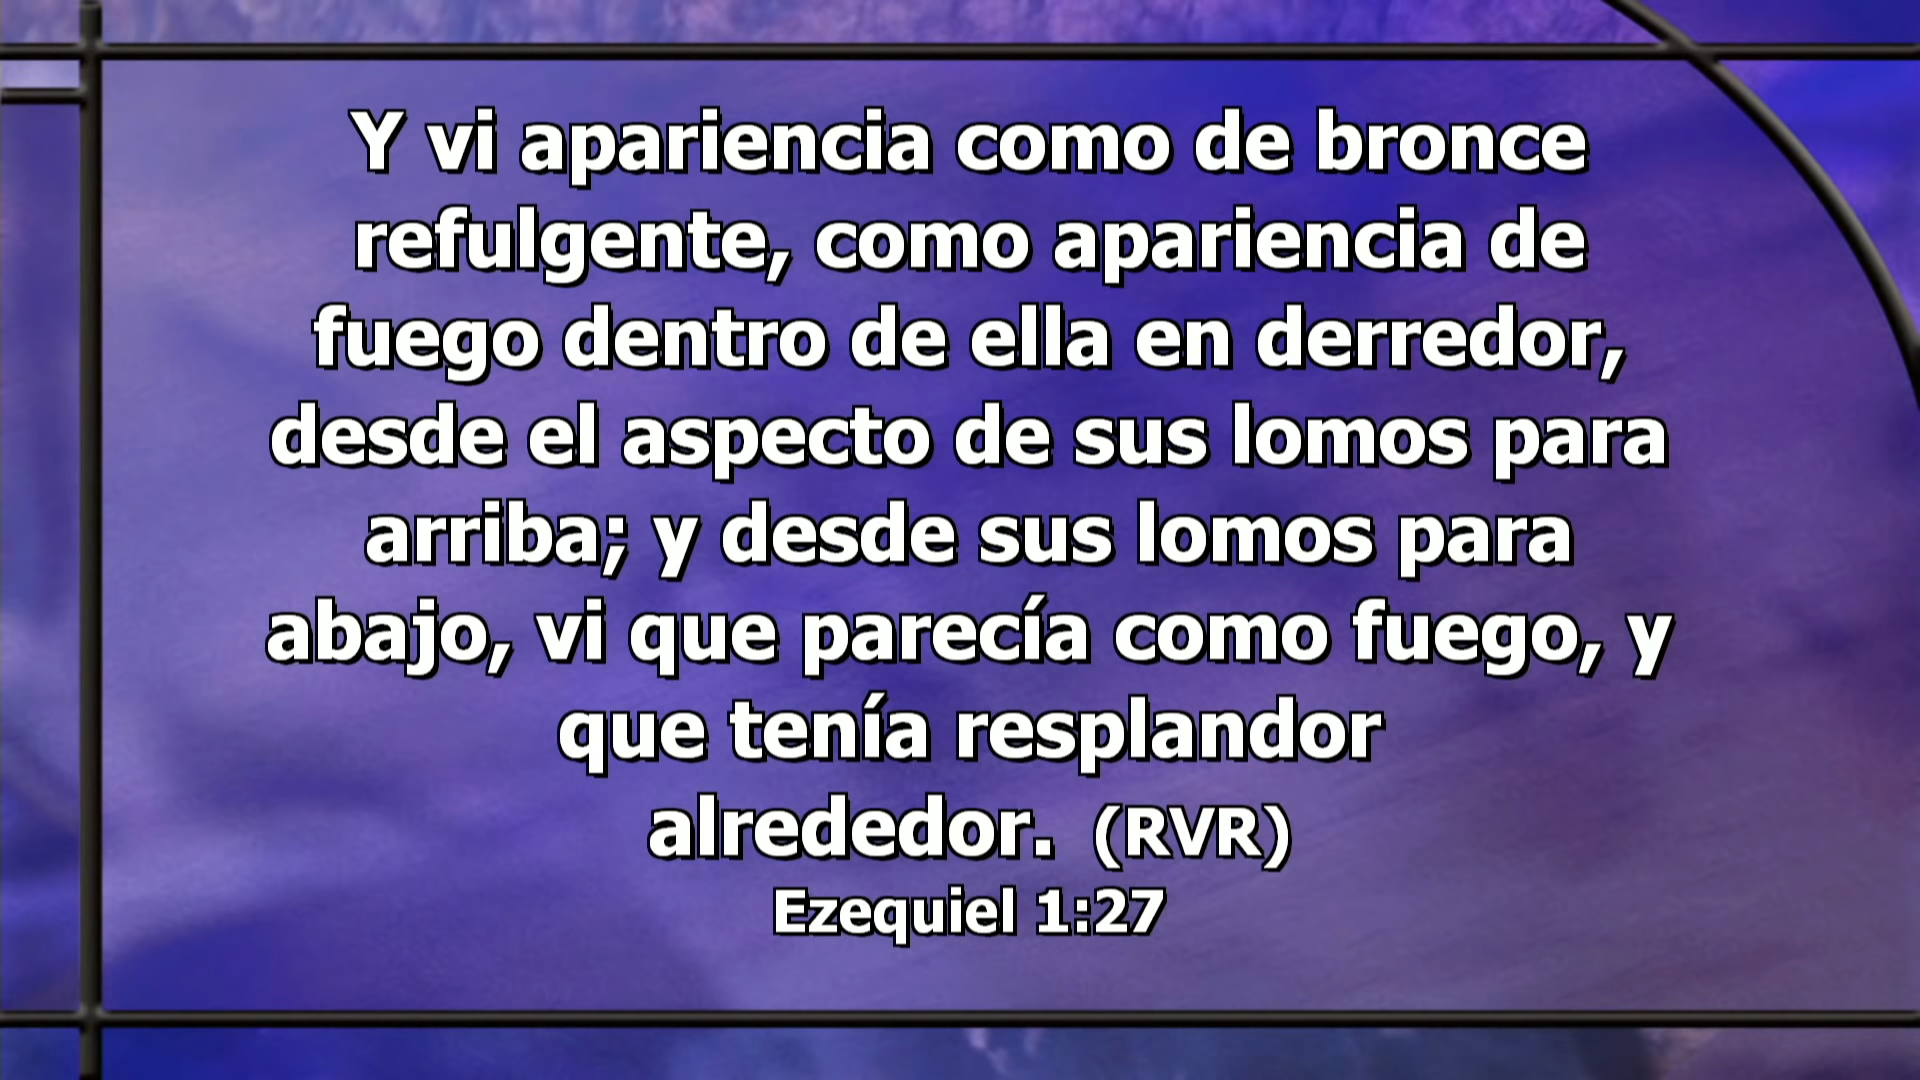 Y vi apariencia como de bronce
refulgente, como apariencia de
fuego dentro de ella en derredor,
desde el aspecto de sus lomos para
arriba; y desde sus lomos para
abajo, vi que parecía como fuego, y
que tenía resplandor
alrededor. (RVR)
Ezequiel 1:27